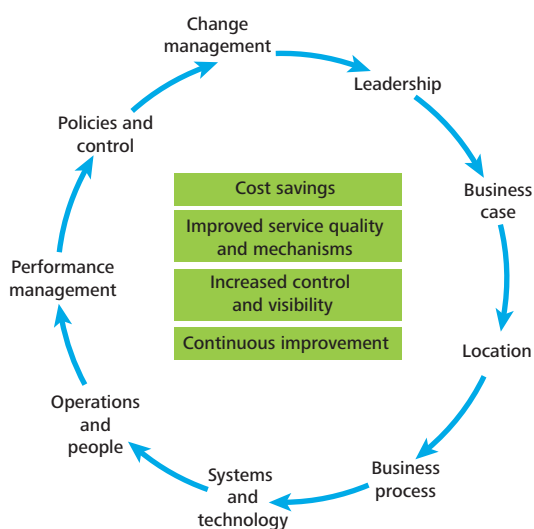 Change
management
Leadership
Business
case
Location
Business
process
Systems
and
technology
Operations
and
people
Performance
management
Policies and
control
Cost savings
Improved service quality
and mechanisms
Increased control
and visibility
Continuous improvement